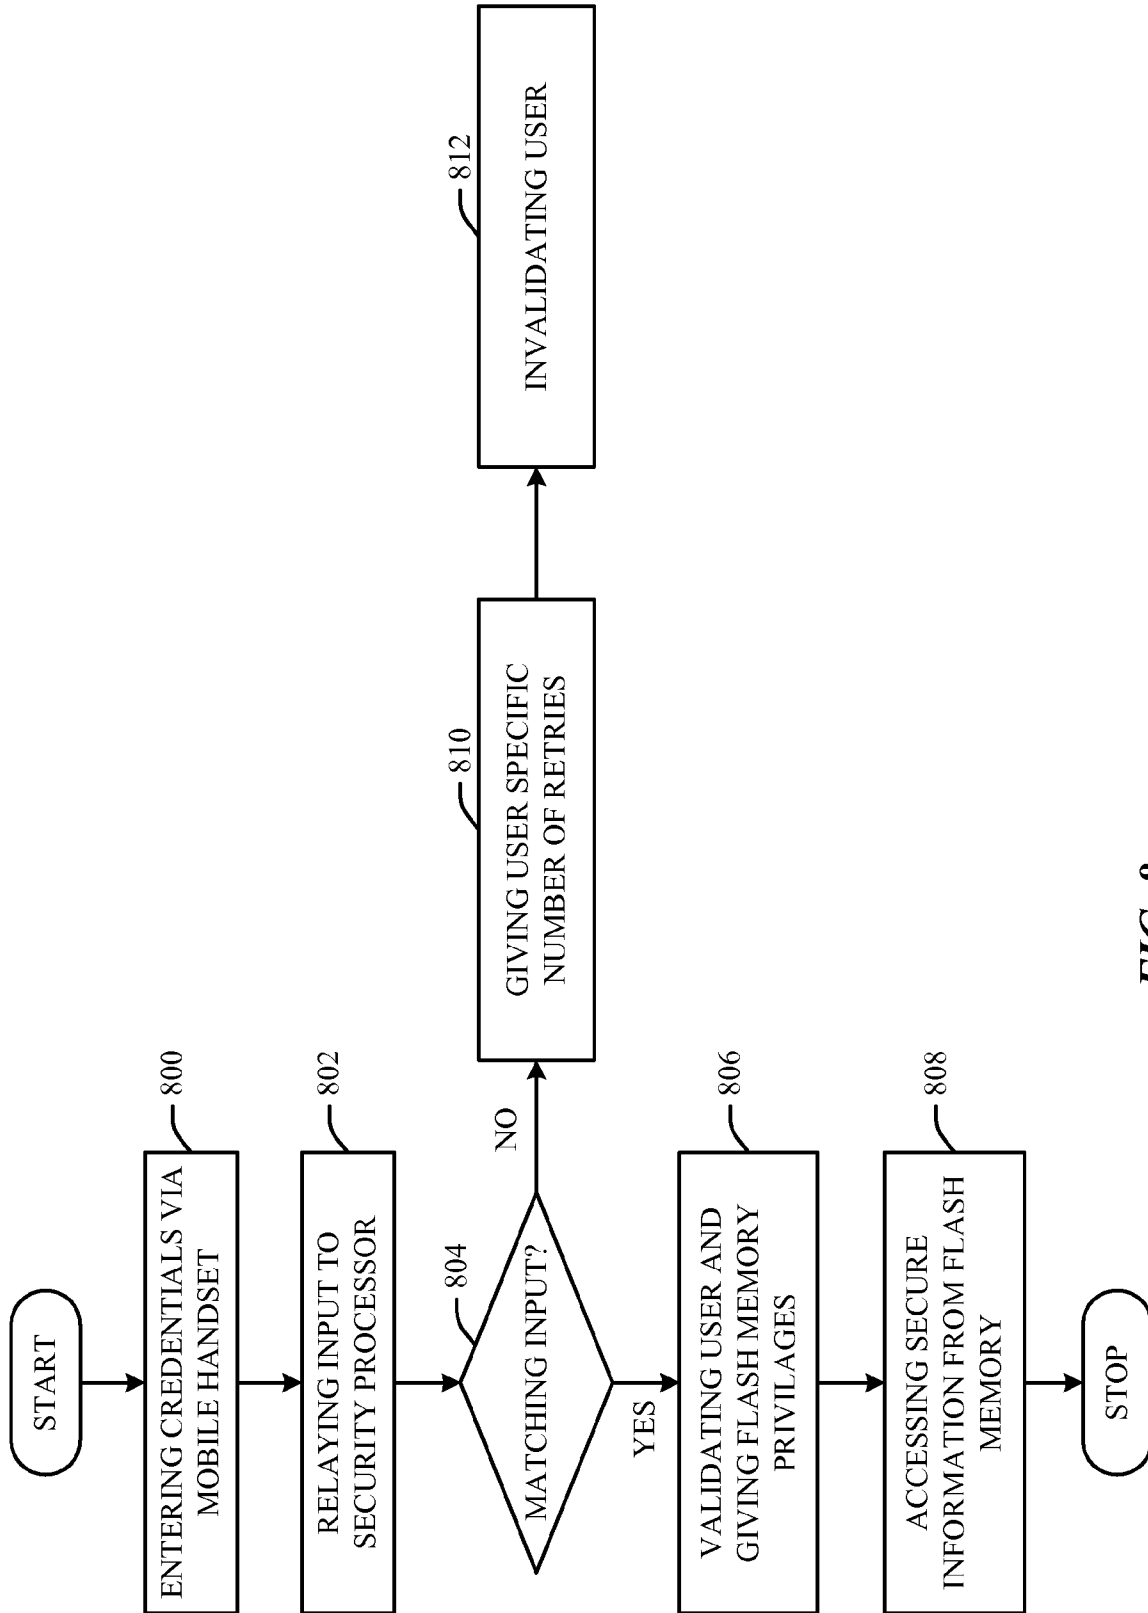 START
ENTERING CREDENTIALS VIA
MOBILE HANDSET
800
RELAYING INPUT TO
SECURITY PROCESSOR
802
MATCHING INPUT?
804
NO
YES
GIVING USER SPECIFIC
NUMBER OF RETRIES
810
INVALIDATING USER
812
VALIDATING USER AND
GIVING FLASH MEMORY
PRIVILAGES
806
ACCESSING SECURE
INFORMATION FROM FLASH
MEMORY
808
STOP